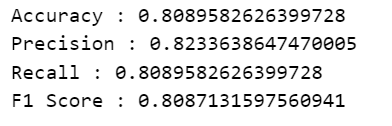 Accuracy : 0.8089582626399728
Precision : 0.8233638647470005
Recall : 0.8089582626399728
F1 Score : 0.8087131597560941